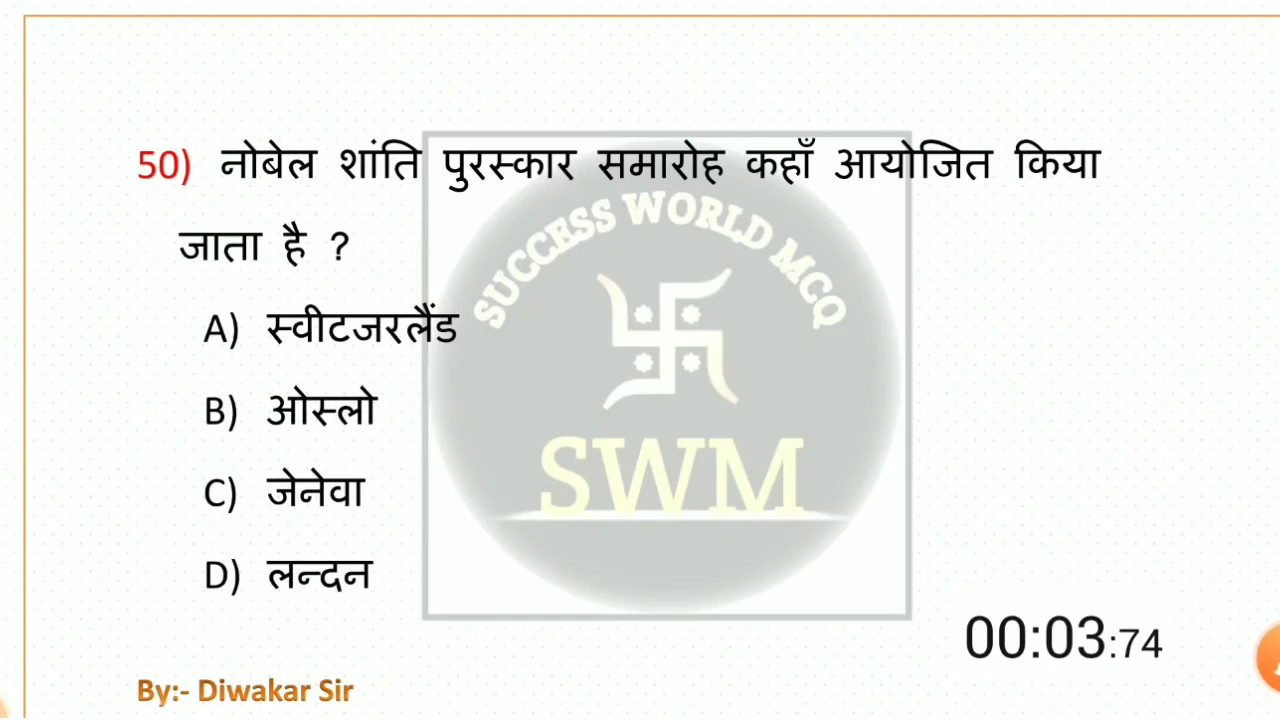 50) नोबेल शांति पुरस्कार समारोह कहाँ आयोजित किया
जाता है ?
A) स्वीटजरलैंड
B) ओस्लो
C) जेनेवा
D) लन्दन
SUCCESS WORLD MCQ
SWM
00:03:74
By:- Diwakar Sir